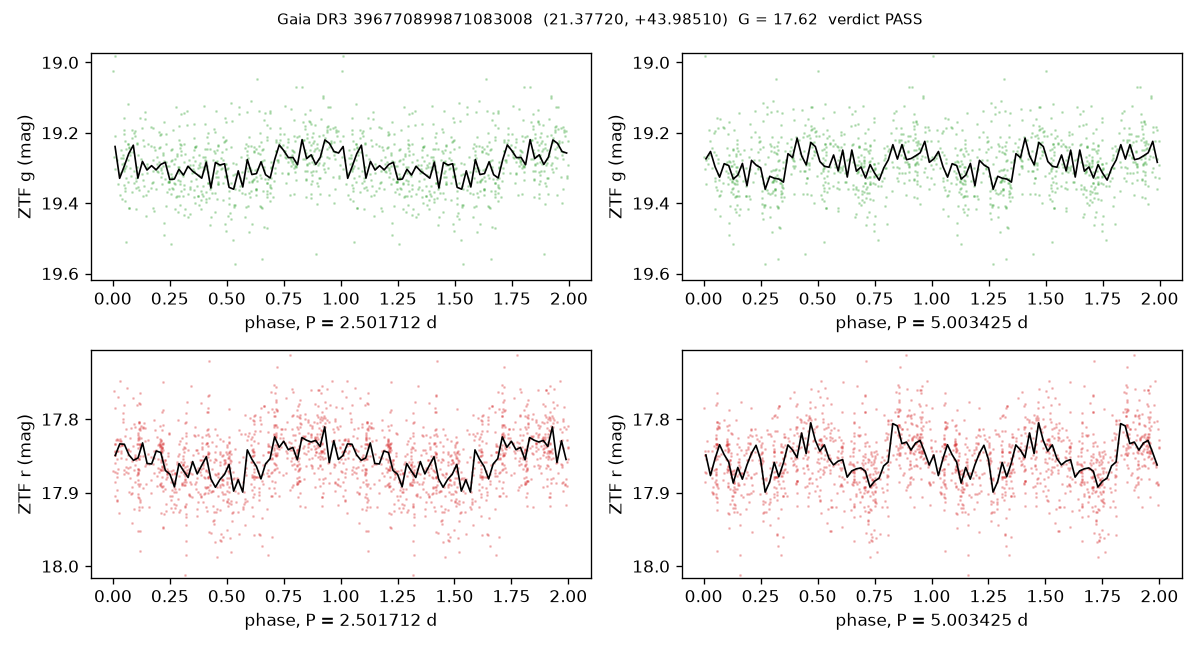 Gaia DR3 396770899871083008 (21.37720, +43.98510) G = 17.62 verdict PASS
ZTF g (mag)
19.0
19.2
19.4
19.6
0.00 0.25 0.50 0.75 1.00 1.25 1.50 1.75 2.00
phase, P = 2.501712 d
ZTF g (mag)
19.0
19.2
19.4
19.6
0.00 0.25 0.50 0.75 1.00 1.25 1.50 1.75 2.00
phase, P = 5.003425 d
ZTF r (mag)
17.8
17.9
18.0
0.00 0.25 0.50 0.75 1.00 1.25 1.50 1.75 2.00
phase, P = 2.501712 d
ZTF r (mag)
17.8
17.9
18.0
0.00 0.25 0.50 0.75 1.00 1.25 1.50 1.75 2.00
phase, P = 5.003425 d